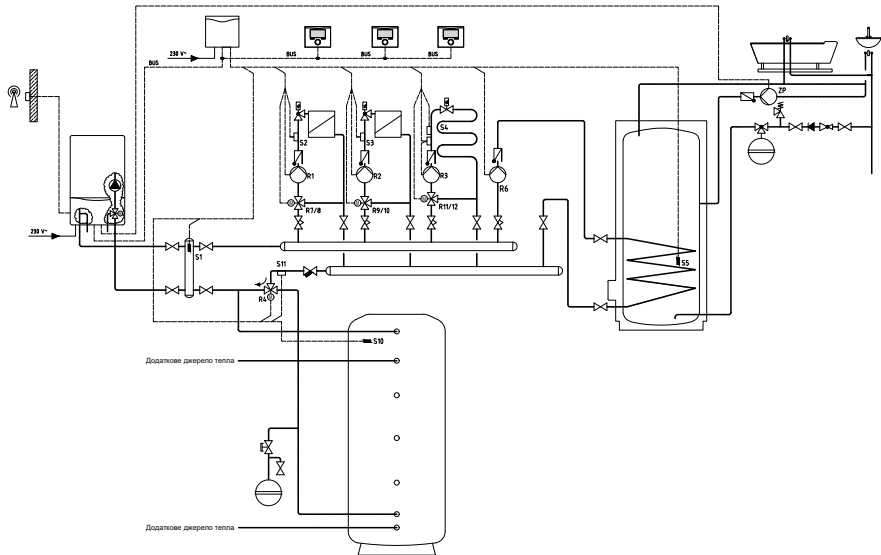 230 V~
BUS
BUS
BUS
BUS
ZP
S2
S3
S4
R1
R2
R3
R6
R7/8
R9/10
R11/12
230 V~
S1
S11
S5
R4
S10
Додаткове джерело тепла
Додаткове джерело тепла